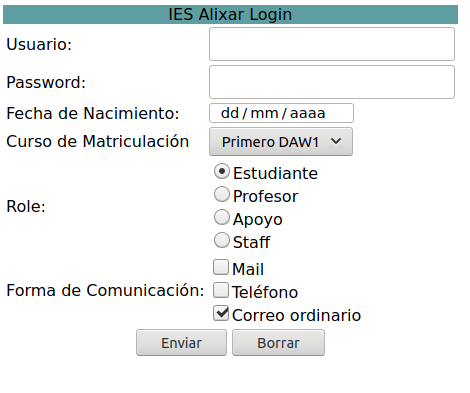 IES Alixar Login
Usuario:
Password:
Fecha de Nacimiento: dd/mm/aaaa
Curso de Matriculación Primero DAW1
Role:
Estudiante
Profesor
Apoyo
Staff
Forma de Comunicación:
Mail
Teléfono
Correo ordinario
Enviar Borrar